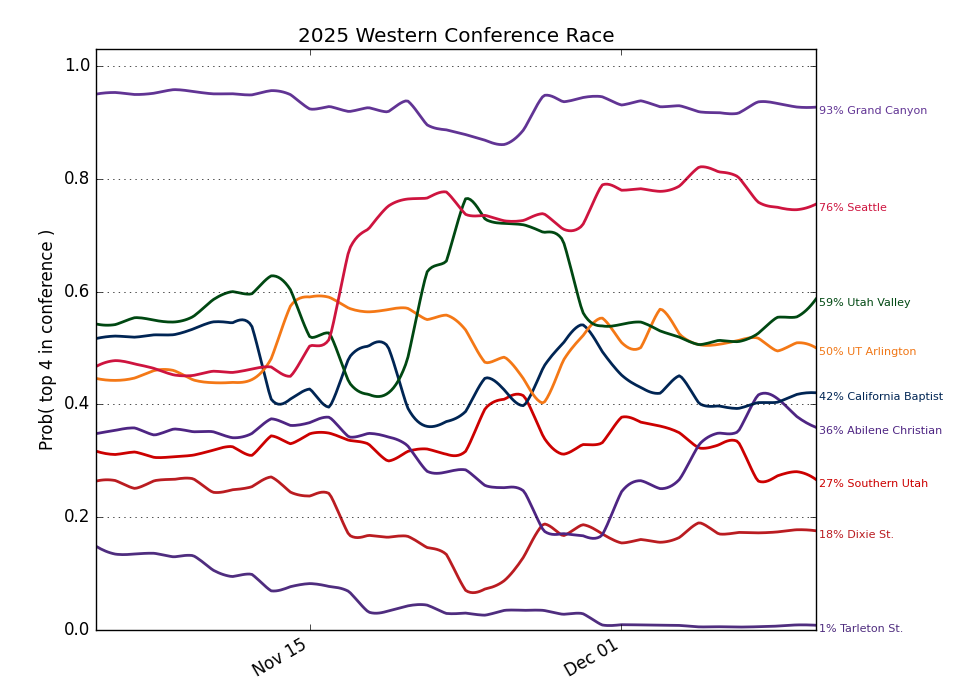 2025 Western Conference Race
Prob( top 4 in conference )
1.0
0.8
0.6
0.4
0.2
0.0
Nov 15
Dec 01
93% Grand Canyon
76% Seattle
59% Utah Valley
50% UT Arlington
42% California Baptist
36% Abilene Christian
27% Southern Utah
18% Dixie St.
1% Tarleton St.